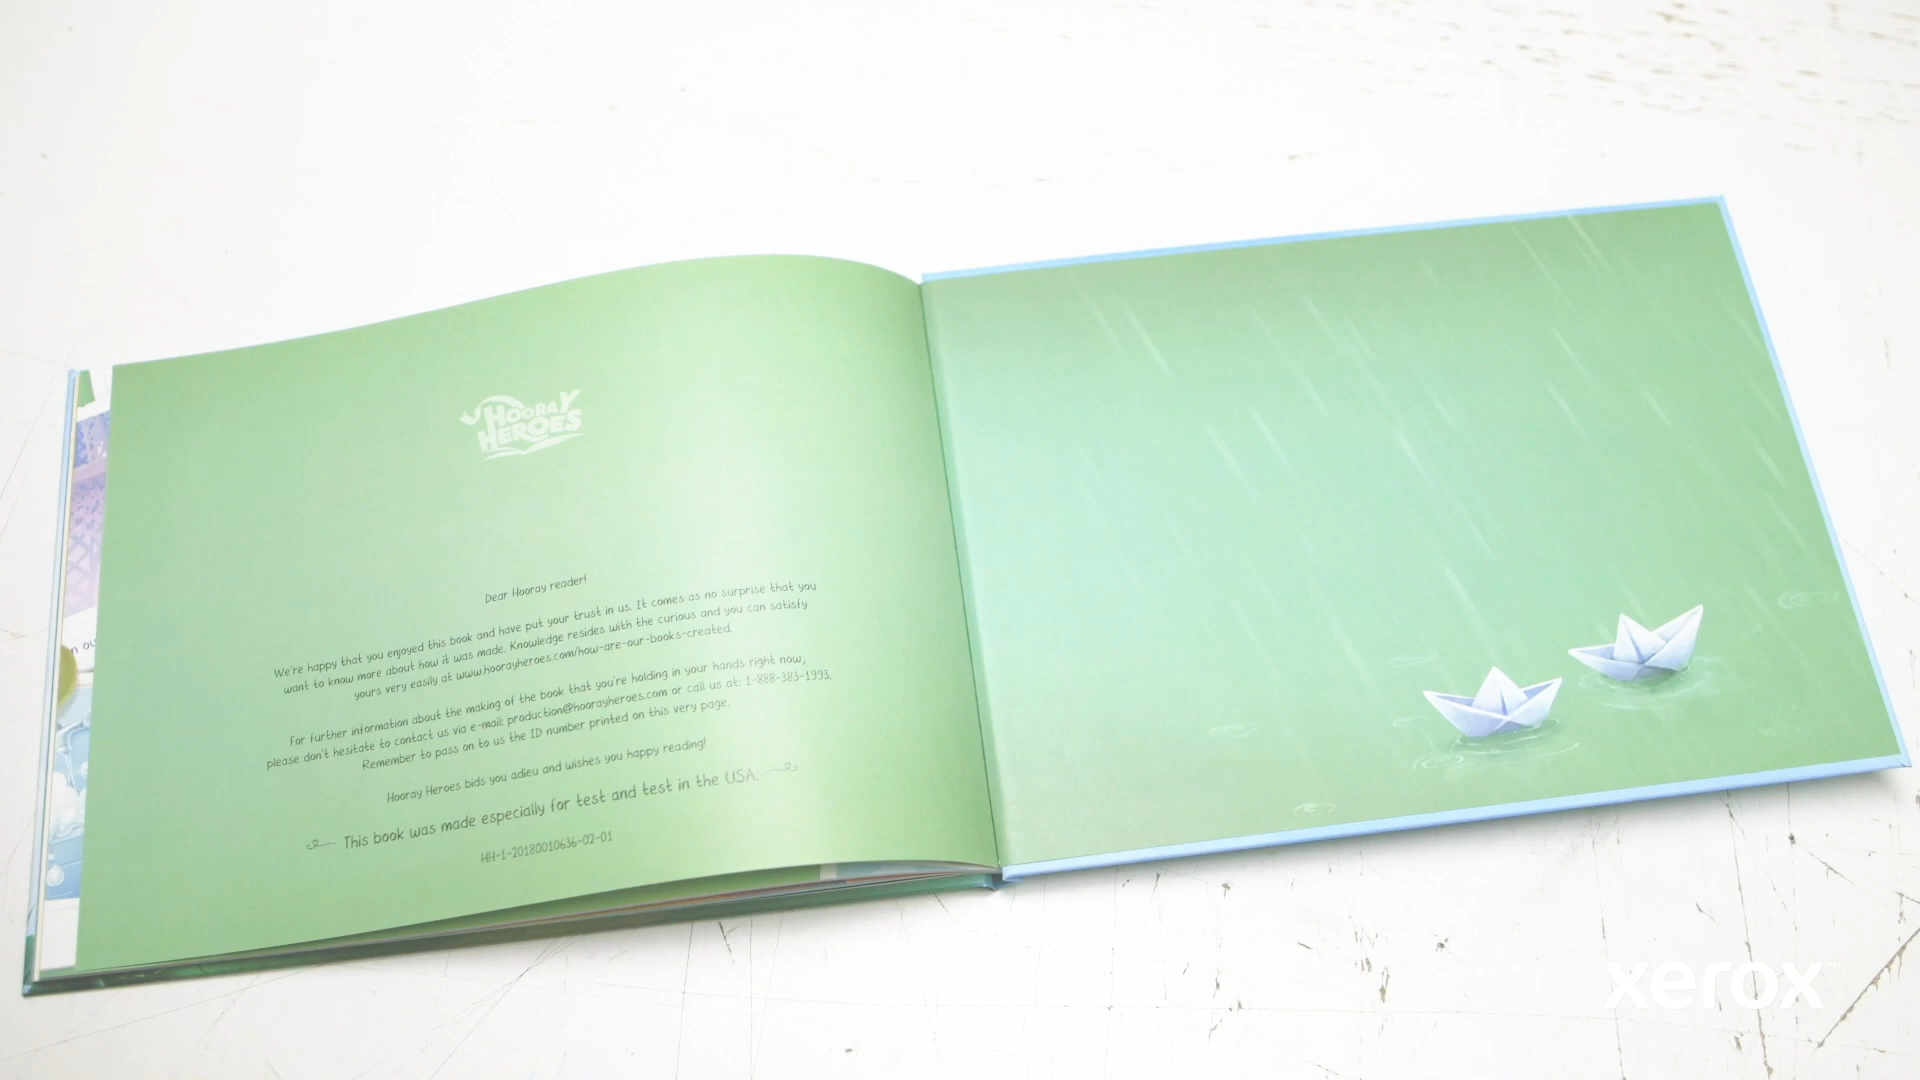 HOORAY
HEROES
Dear Hooray reader!
We're happy that you enjoyed this book and have put your trust in us. It comes as no surprise that you
want to know more about how it was made. Knowledge resides with the curious and you can satisfy
yours very easily at www.hoorayheroes.com/how-are-our-books-created.
For further information about the making of the book that you're holding in your hands right now,
please don't hesitate to contact us via e-mail: production@hoorayheroes.com or call us at: 1-888-383-1993.
Remember to pass on to us the ID number printed on this very page.
Hooray Heroes bids you adieu and wishes you happy reading!
This book was made especially for test and test in the USA.
HH-1-20180010636-02-01
xerox™